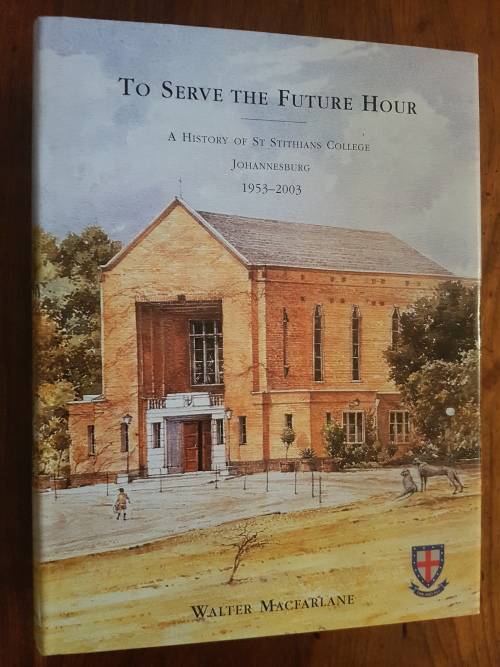 To Serve the Future Hour
A History of St Stithians College
Johannesburg
1953–2003
Walter Macfarlane